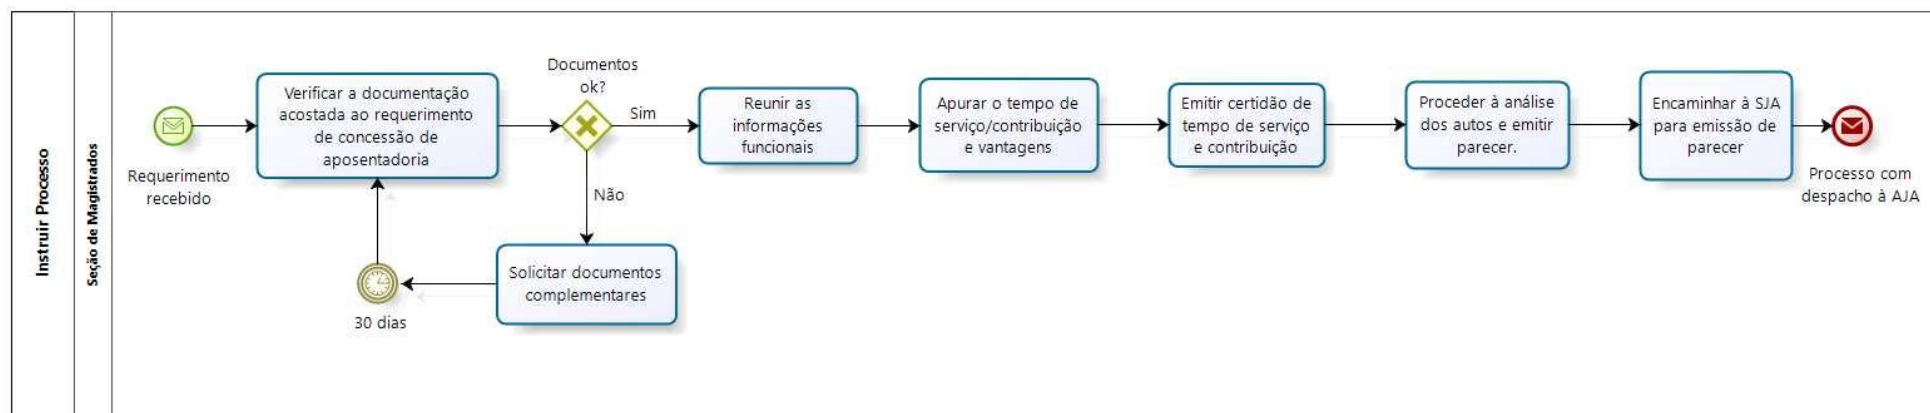 Instruir Processo
Seção de Magistrados
Requerimento
recebido
Verificar a documentação
acostada ao requerimento
de concessão de
aposentadoria
Documentos
ok?
Sim
Não
Solicitar documentos
complementares
30 dias
Reunir as
informações
funcionais
Apurar o tempo de
serviço/contribuição
e vantagens
Emitir certidão de
tempo de serviço
e contribuição
Proceder à análise
dos autos e emitir
parecer.
Encaminhar à SJA
para emissão de
parecer
Processo com
despacho à AJA